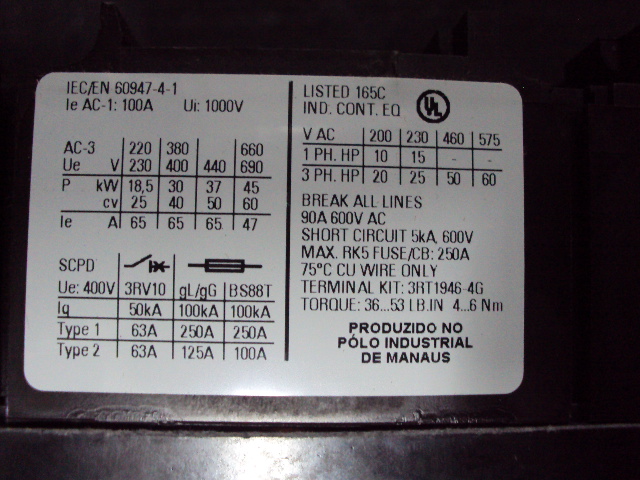 IEC/EN 60947-4-1
Ie AC-1: 100A Ui: 1000V
AC-3 220 380 660
Ue V 230 400 440 690
P kW 18,5 30 37 45
cv 25 40 50 60
Ie A 65 65 65 47
SCPD
Ue: 400V 3RV10 gL/gG BS88T
Iq 50kA 100kA 100kA
Type 1 63A 250A 250A
Type 2 63A 125A 100A
LISTED 165C
IND. CONT. EQ UL
V AC 200 230 460 575
1 PH. HP 10 15 - -
3 PH. HP 20 25 50 60
BREAK ALL LINES
90A 600V AC
SHORT CIRCUIT 5kA, 600V
MAX. RK5 FUSE/CB: 250A
75°C CU WIRE ONLY
TERMINAL KIT: 3RT1946-4G
TORQUE: 36...53 LB.IN 4...6 Nm
PRODUZIDO NO
PÓLO INDUSTRIAL
DE MANAUS